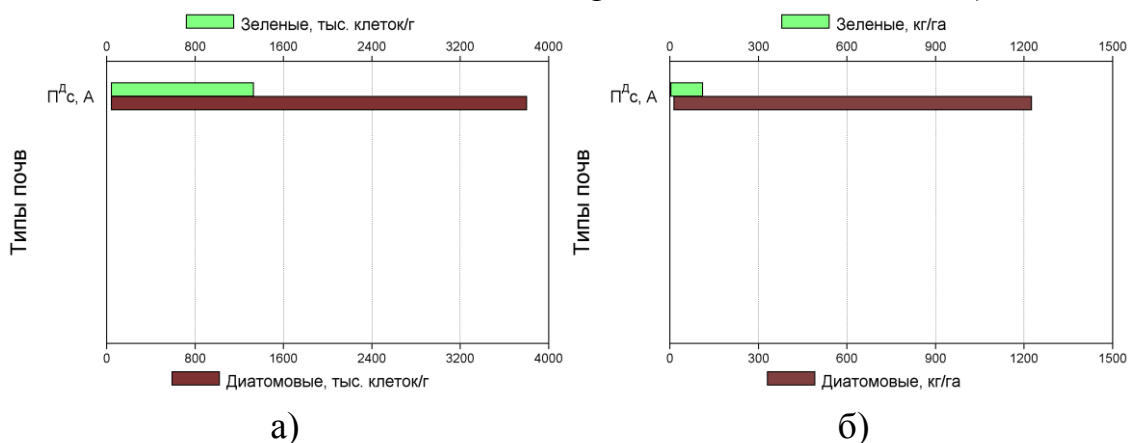 Зеленые, тыс. клеток/г
0 800 1600 2400 3200 4000
П^Дс, А
Типы почв
0 800 1600 2400 3200 4000
Диатомовые, тыс. клеток/г
а)
Зеленые, кг/га
0 300 600 900 1200 1500
П^Дс, А
Типы почв
0 300 600 900 1200 1500
Диатомовые, кг/га
б)